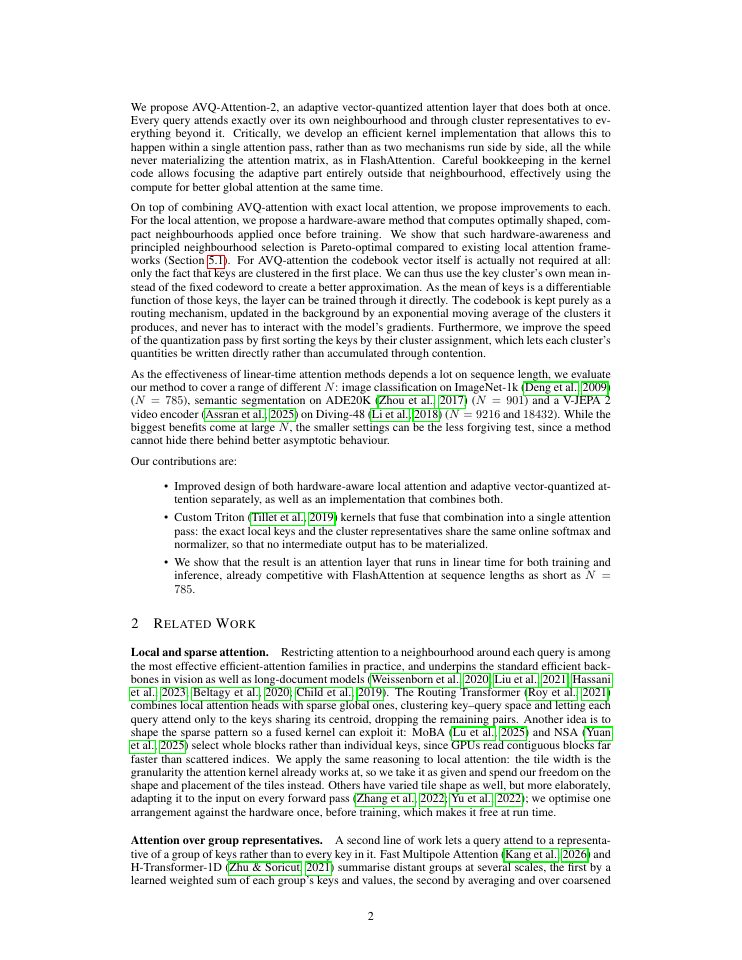 We propose AVQ-Attention-2, an adaptive vector-quantized attention layer that does both at once.
Every query attends exactly over its own neighbourhood and through cluster representatives to ev-
erything beyond it. Critically, we develop an efficient kernel implementation that allows this to
happen within a single attention pass, rather than as two mechanisms run side by side, all the while
never materializing the attention matrix, as in FlashAttention. Careful bookkeeping in the kernel
code allows focusing the adaptive part entirely outside that neighbourhood, effectively using the
compute for better global attention at the same time.
On top of combining AVQ-attention with exact local attention, we propose improvements to each.
For the local attention, we propose a hardware-aware method that computes optimally shaped, com-
pact neighbourhoods applied once before training. We show that such hardware-awareness and
principled neighbourhood selection is Pareto-optimal compared to existing local attention frame-
works (Section 5.1). For AVQ-attention the codebook vector itself is actually not required at all:
only the fact that keys are clustered in the first place. We can thus use the key cluster's own mean in-
stead of the fixed codeword to create a better approximation. As the mean of keys is a differentiable
function of those keys, the layer can be trained through it directly. The codebook is kept purely as a
routing mechanism, updated in the background by an exponential moving average of the clusters it
produces, and never has to interact with the model's gradients. Furthermore, we improve the speed
of the quantization pass by first sorting the keys by their cluster assignment, which lets each cluster's
quantities be written directly rather than accumulated through contention.
As the effectiveness of linear-time attention methods depends a lot on sequence length, we evaluate
our method to cover a range of different N: image classification on ImageNet-1k (Deng et al., 2009)
(N = 785), semantic segmentation on ADE20K (Zhou et al., 2017) (N = 901) and a V-JEPA 2
video encoder (Assran et al., 2025) on Diving-48 (Li et al., 2018) (N = 9216 and 18432). While the
biggest benefits come at large N, the smaller settings can be the less forgiving test, since a method
cannot hide there behind better asymptotic behaviour.
Our contributions are:
• Improved design of both hardware-aware local attention and adaptive vector-quantized at-
tention separately, as well as an implementation that combines both.
• Custom Triton (Tillet et al., 2019) kernels that fuse that combination into a single attention
pass: the exact local keys and the cluster representatives share the same online softmax and
normalizer, so that no intermediate output has to be materialized.
• We show that the result is an attention layer that runs in linear time for both training and
inference, already competitive with FlashAttention at sequence lengths as short as N =
785.
2 RELATED WORK
Local and sparse attention. Restricting attention to a neighbourhood around each query is among
the most effective efficient-attention families in practice, and underpins the standard efficient back-
bones in vision as well as long-document models (Weissenborn et al., 2020; Liu et al., 2021; Hassani
et al., 2023; Beltagy et al., 2020; Child et al., 2019). The Routing Transformer (Roy et al., 2021)
combines local attention heads with sparse global ones, clustering key–query space and letting each
query attend only to the keys sharing its centroid, dropping the remaining pairs. Another idea is to
shape the sparsity pattern so a fused kernel can exploit it: MoBA (Lu et al., 2025) and NSA (Yuan
et al., 2025) select whole blocks rather than individual keys, since GPUs read contiguous blocks far
faster than scattered indices. We apply the same reasoning to local attention: the tile width is the
granularity the attention kernel already works at, so we take it as given and spend our freedom on the
shape and placement of the tiles instead. Others have varied tile shape as well, but more elaborately,
adapting it to the input on every forward pass (Zhang et al., 2022; Yu et al., 2022); we optimise one
arrangement against the hardware once, before training, which makes it free at run time.
Attention over group representatives. A second line of work lets a query attend to a representa-
tive of a group of keys rather than to every key in it. Fast Multipole Attention (Kang et al., 2026) and
H-Transformer-1D (Zhu & Soricut, 2021) summarise distant groups at several scales, the first by a
learned weighted sum of each group's keys and values, the second by averaging and over coarsened
2